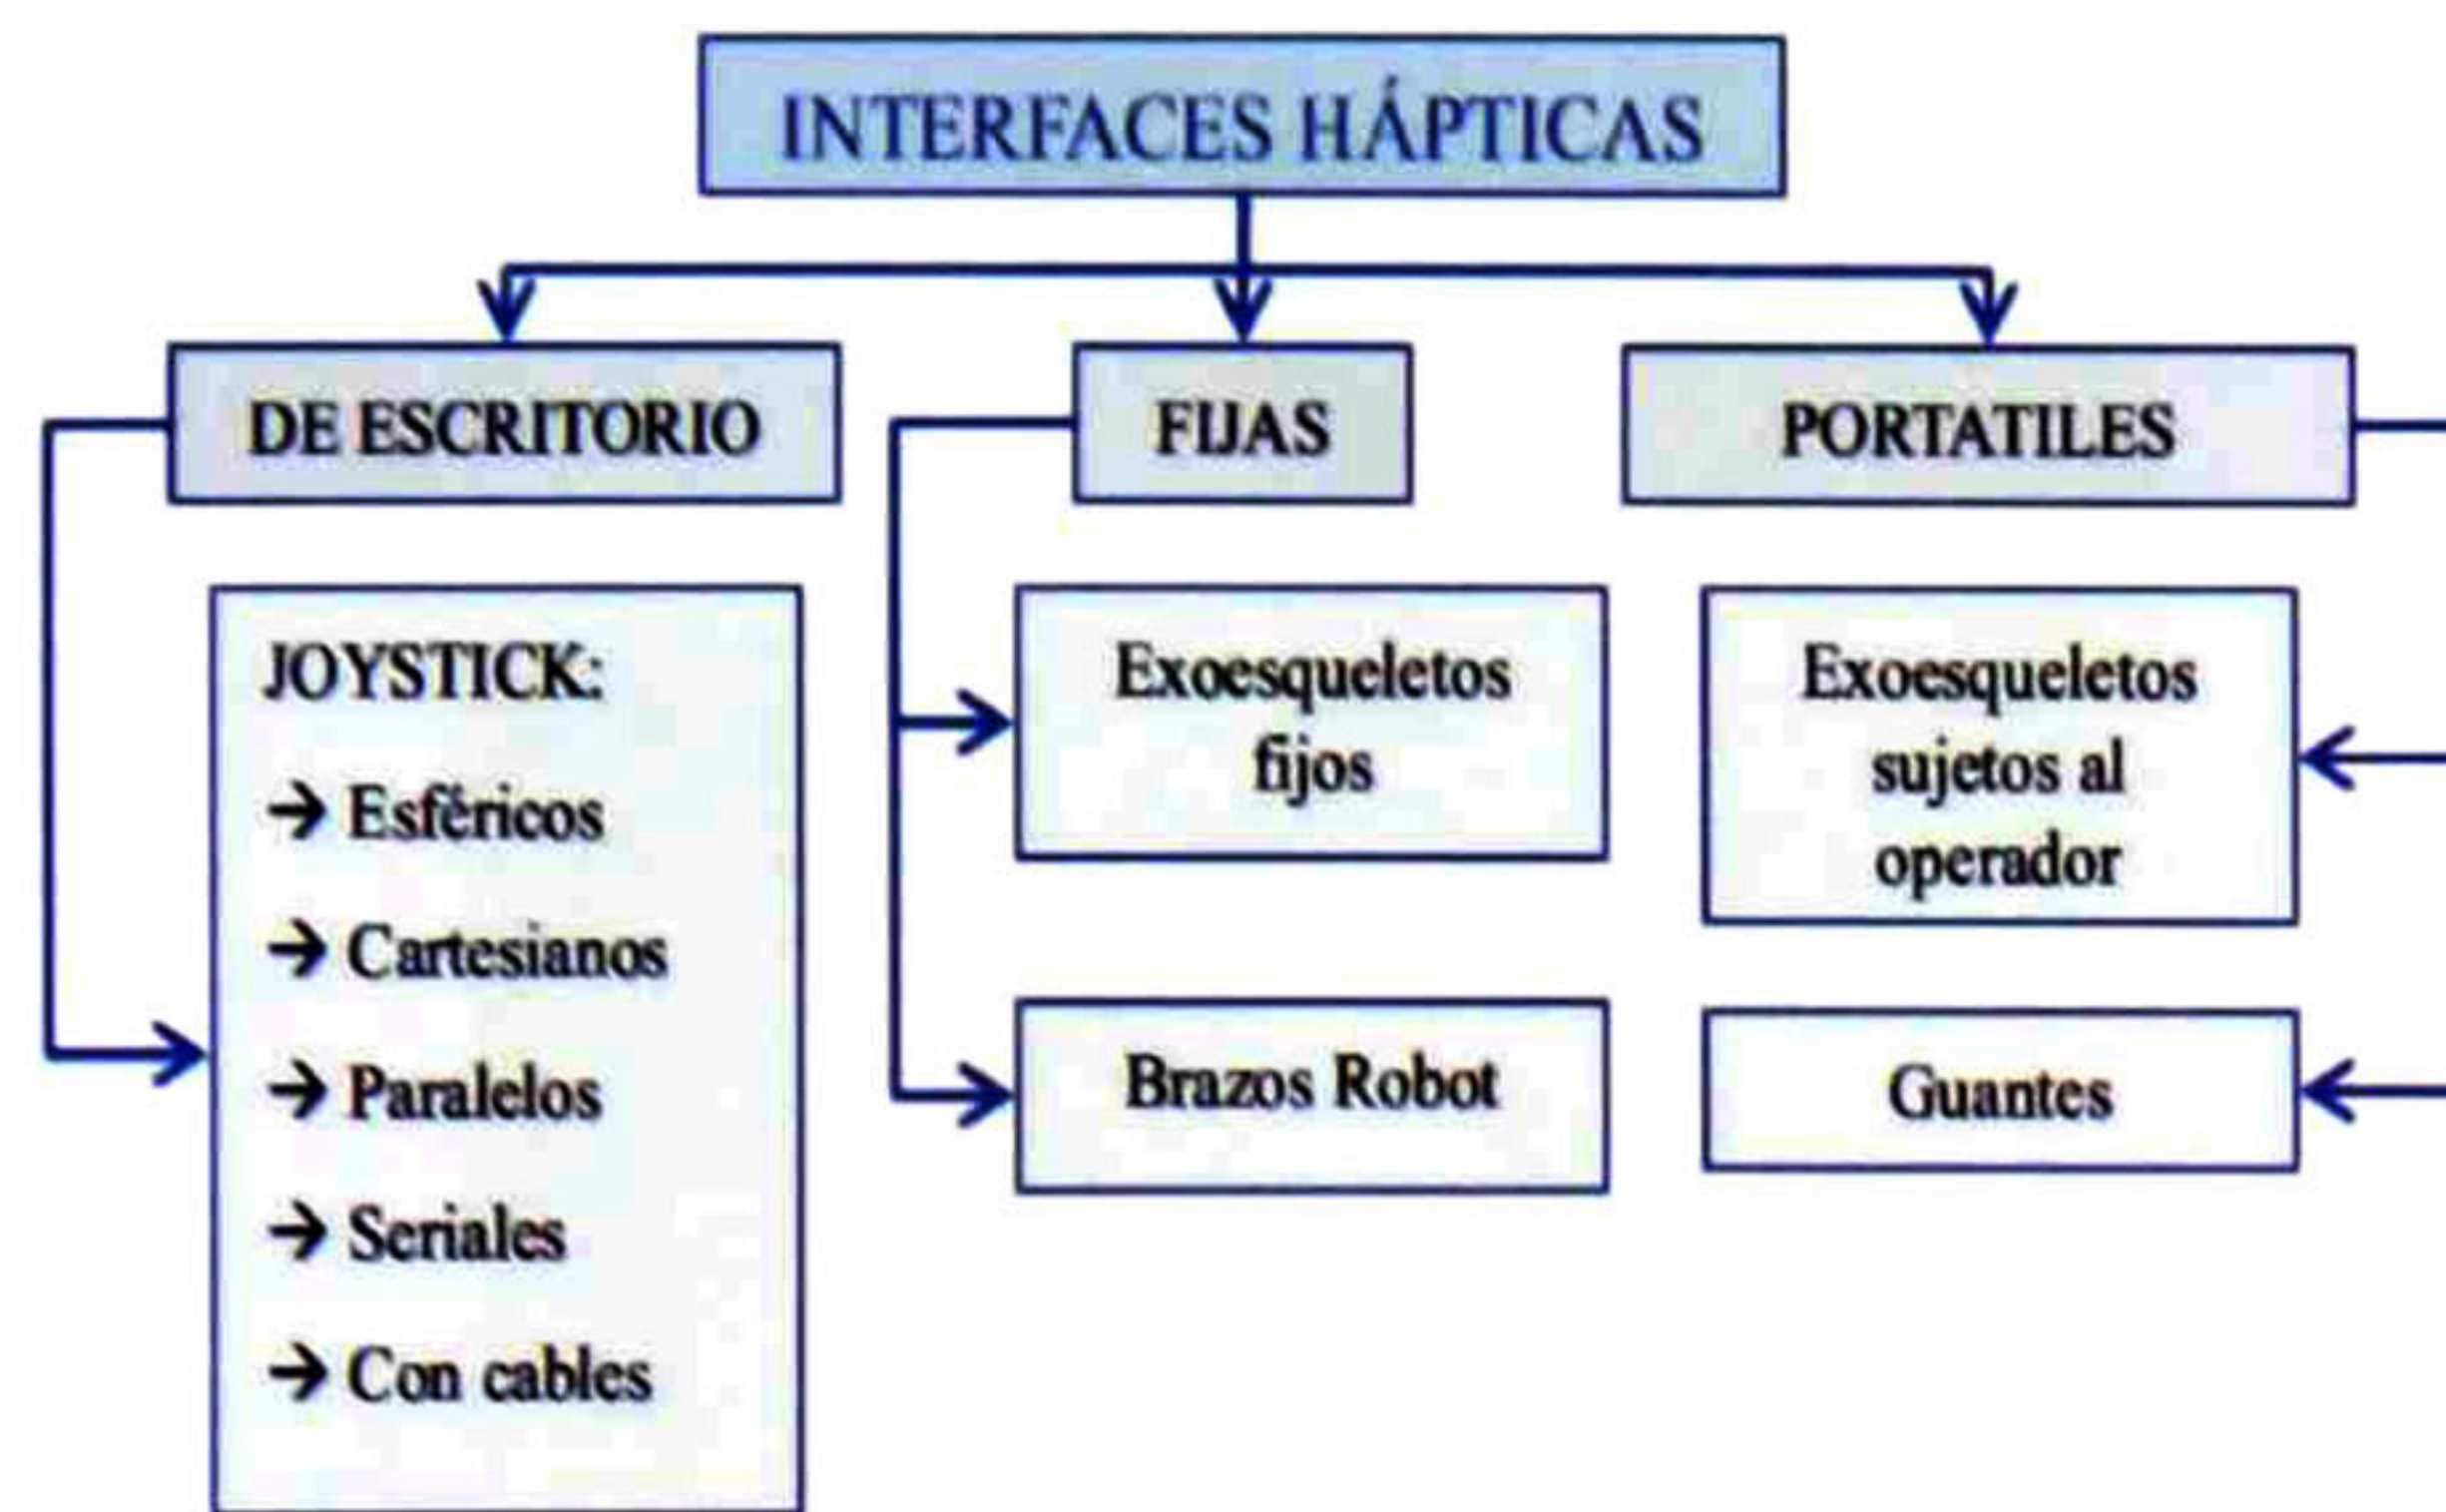 INTERFACES HÁPTICAS
DE ESCRITORIO
FIJAS
PORTATILES
JOYSTICK:
→ Esféricos
→ Cartesianos
→ Paralelos
→ Seriales
→ Con cables
Exoesqueletos
fijos
Brazos Robot
Exoesqueletos
sujetos al
operador
Guantes